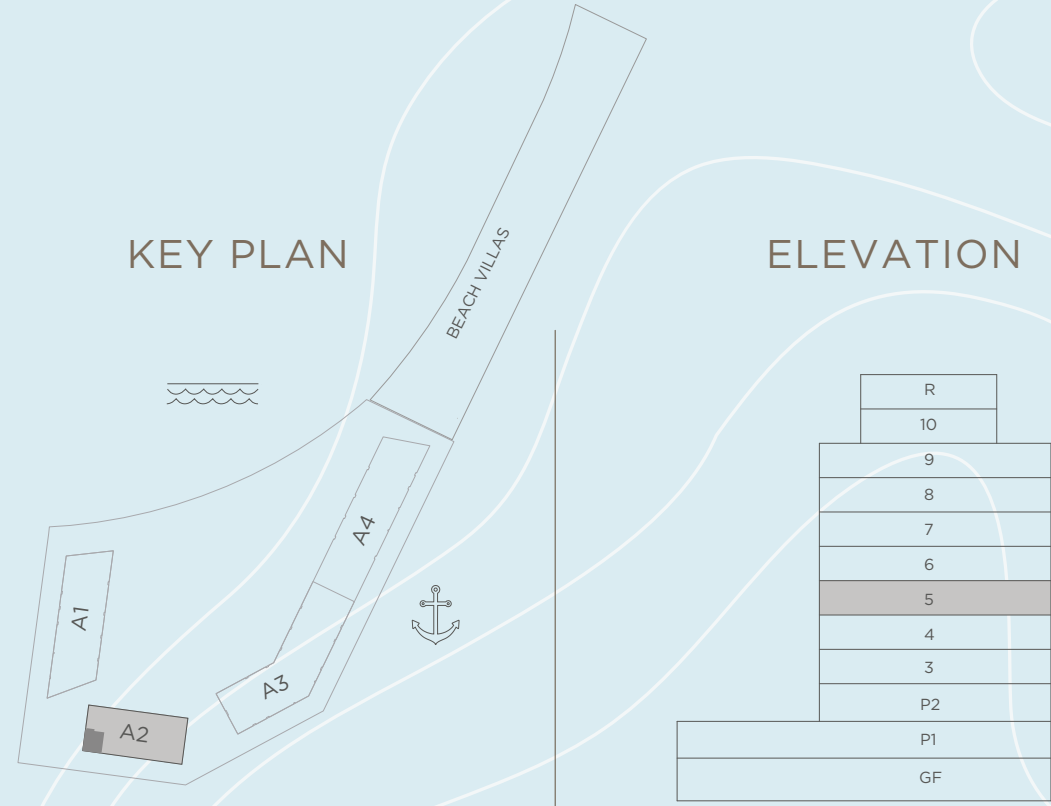 KEY PLAN
BEACH VILLAS
A4
A1
A3
A2
ELEVATION
R
10
9
8
7
6
5
4
3
P2
P1
GF